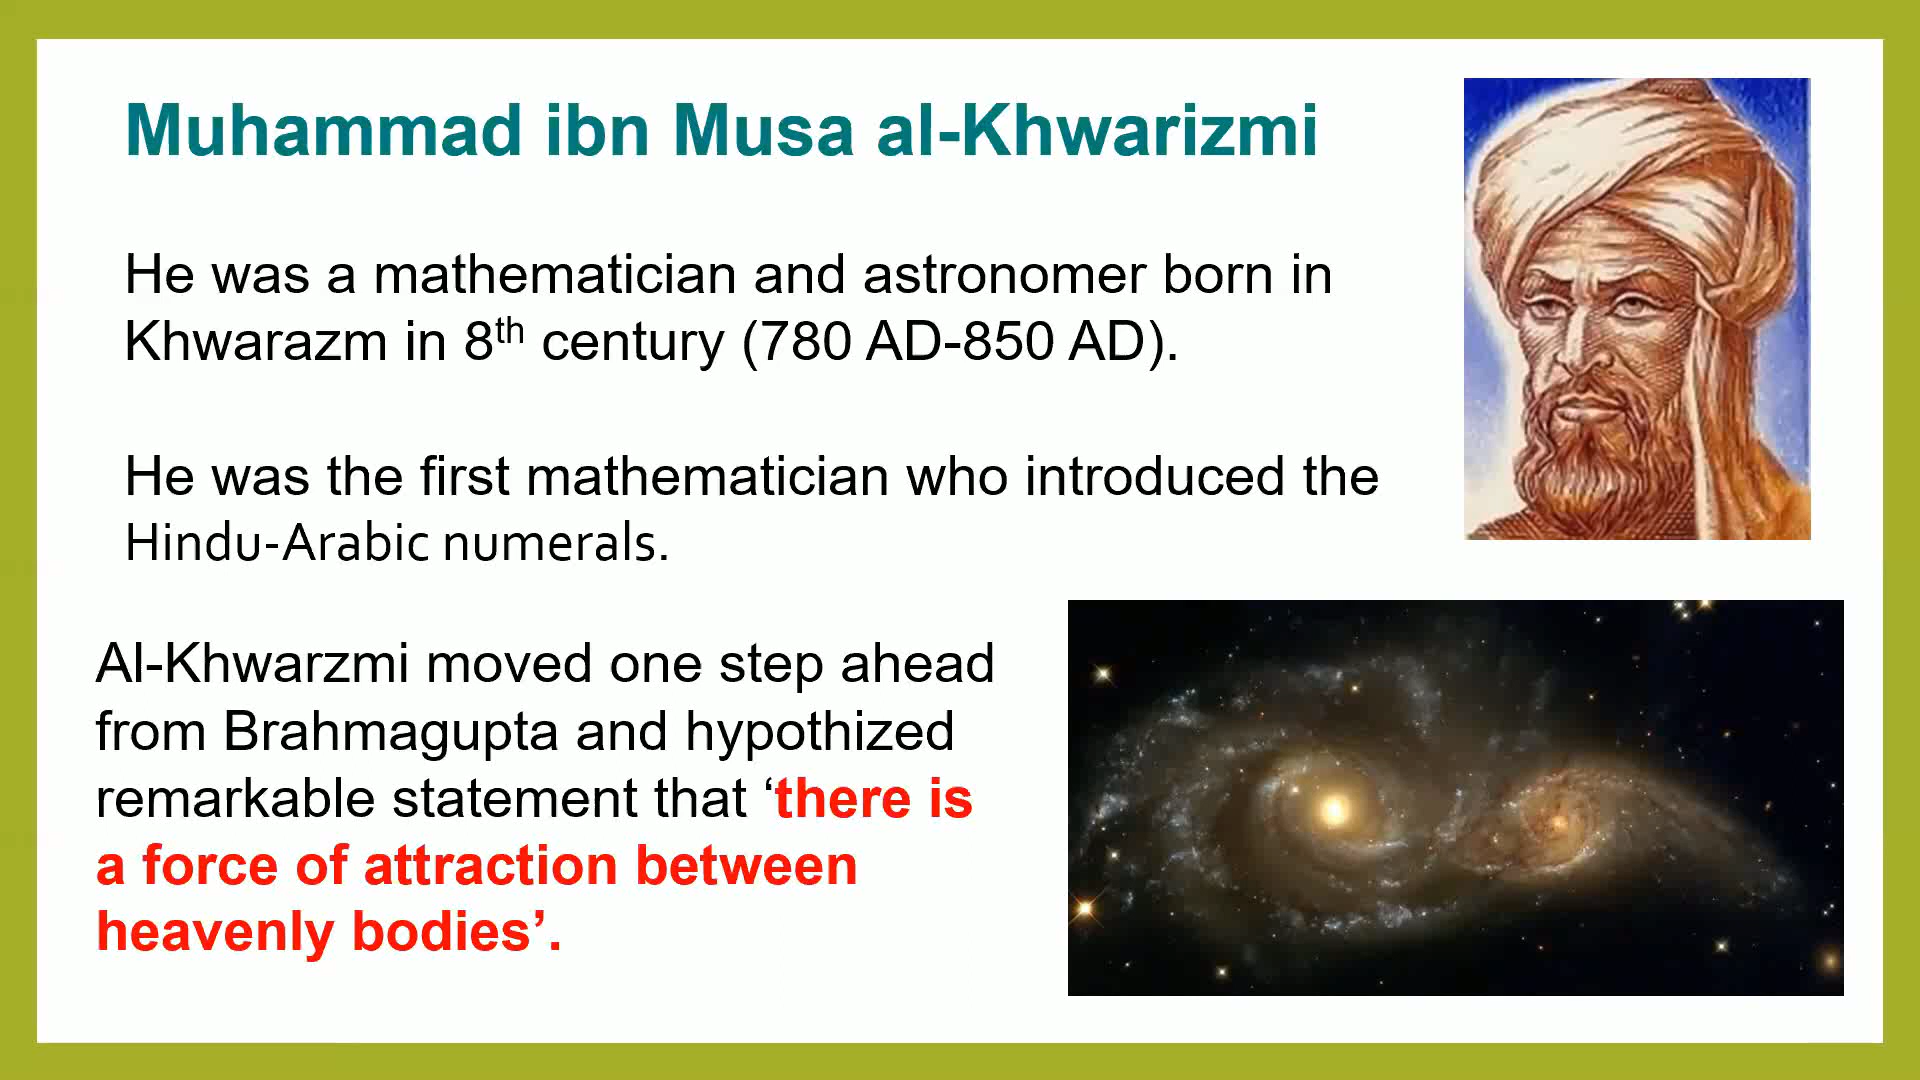 Muhammad ibn Musa al-Khwarizmi
He was a mathematician and astronomer born in
Khwarazm in 8th century (780 AD-850 AD).
He was the first mathematician who introduced the
Hindu-Arabic numerals.
Al-Khwarzmi moved one step ahead
from Brahmagupta and hypothized
remarkable statement that ‘there is
a force of attraction between
heavenly bodies’.